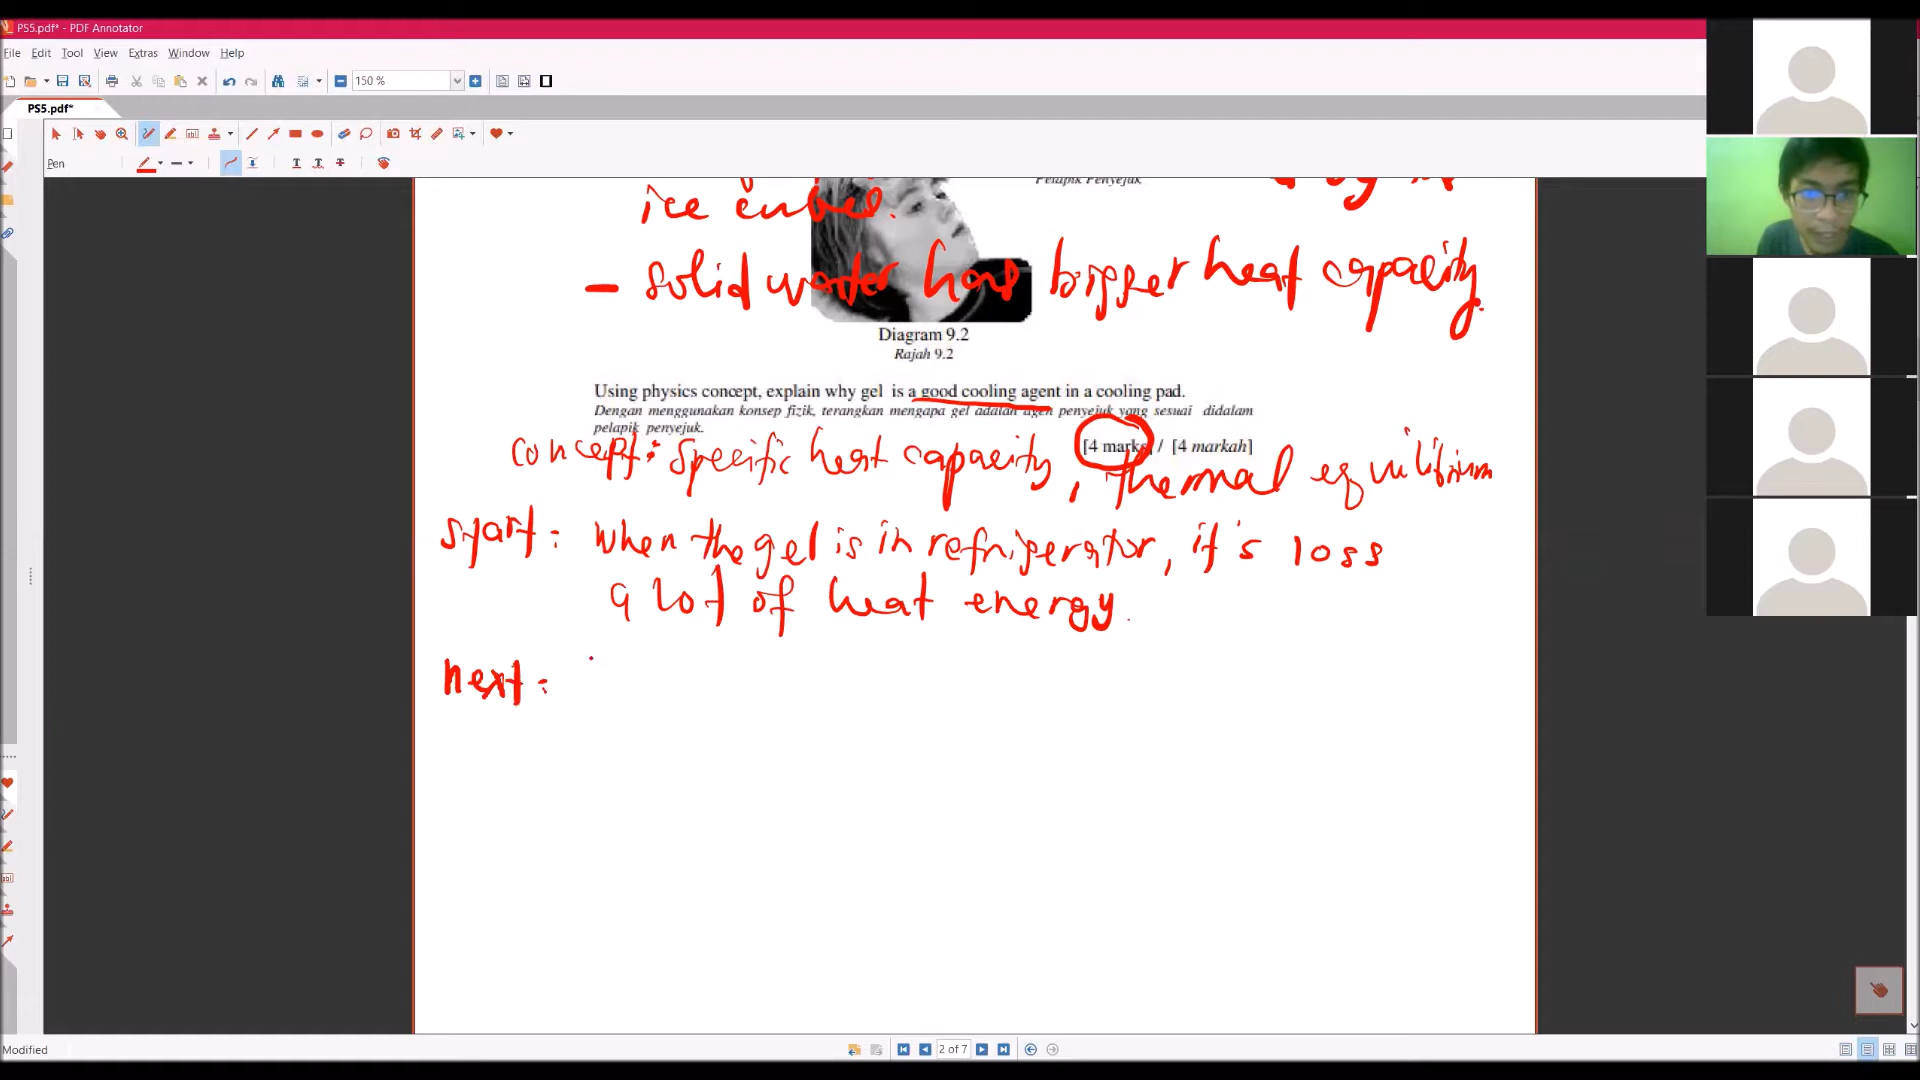 PS5.pdf* - PDF Annotator
File Edit Tool View Extras Window Help
150 %
PS5.pdf*
Pen
Pelapik Penyejuk
ice cubes.
- solid water has bigger heat capacity.
Diagram 9.2
Rajah 9.2
Using physics concept, explain why gel is a good cooling agent in a cooling pad.
Dengan menggunakan konsep fizik, terangkan mengapa gel adalah agen penyejuk yang sesuai didalam
pelapik penyejuk.
[4 marks] / [4 markah]
concept: specific heat capacity, thermal equilibrium
start: When the gel is in refrigerator, it's loss
a lot of heat energy.
next:
Modified
2 of 7